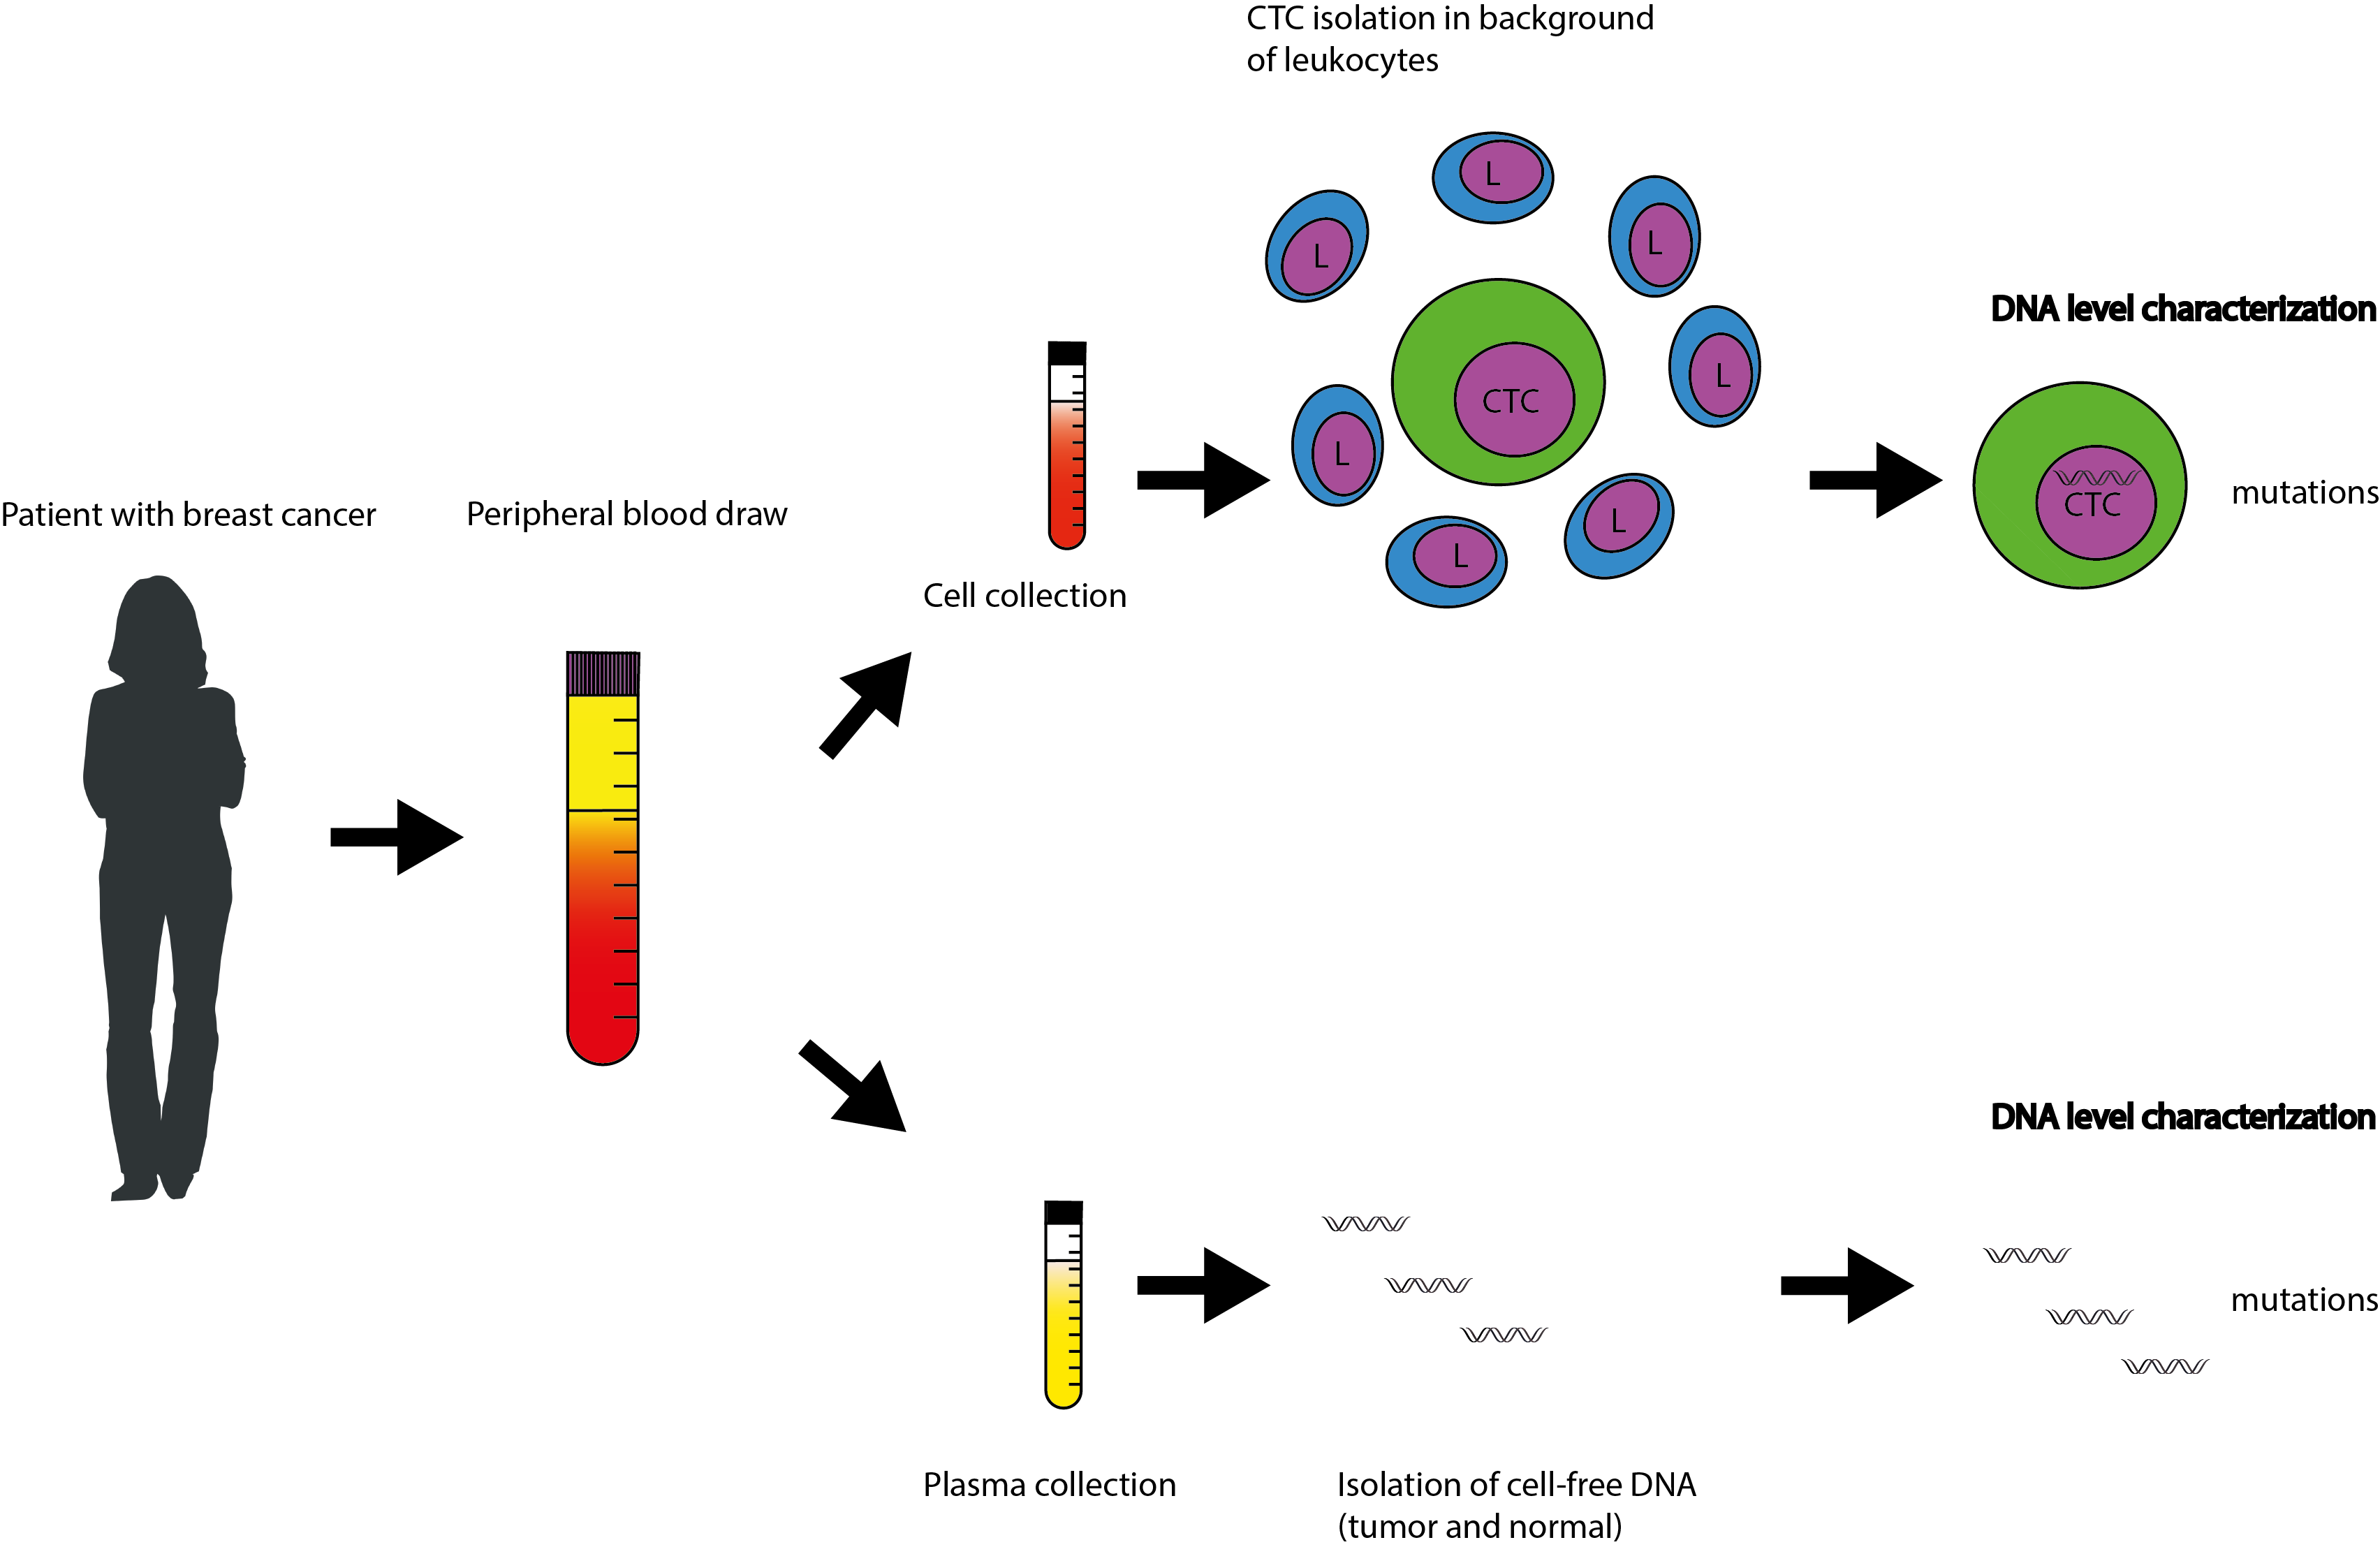 CTC isolation in background
of leukocytes
L
L
L
L
CTC
L
L
L
DNA level characterization
CTC
mutations
Patient with breast cancer
Peripheral blood draw
Cell collection
DNA level characterization
mutations
Plasma collection
Isolation of cell-free DNA
(tumor and normal)